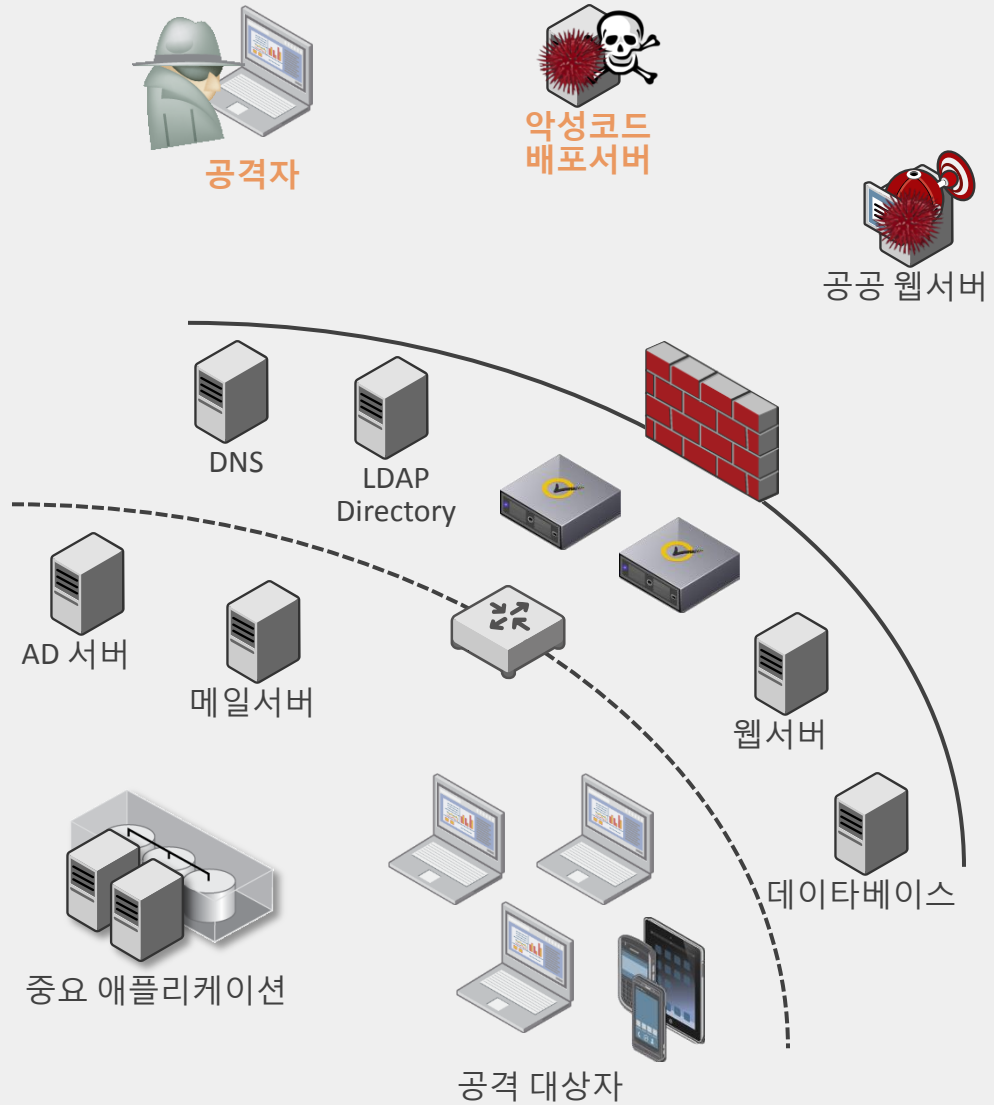 공격자
악성코드
배포서버
공공 웹서버
DNS
LDAP
Directory
AD 서버
메일서버
웹서버
데이타베이스
중요 애플리케이션
공격 대상자